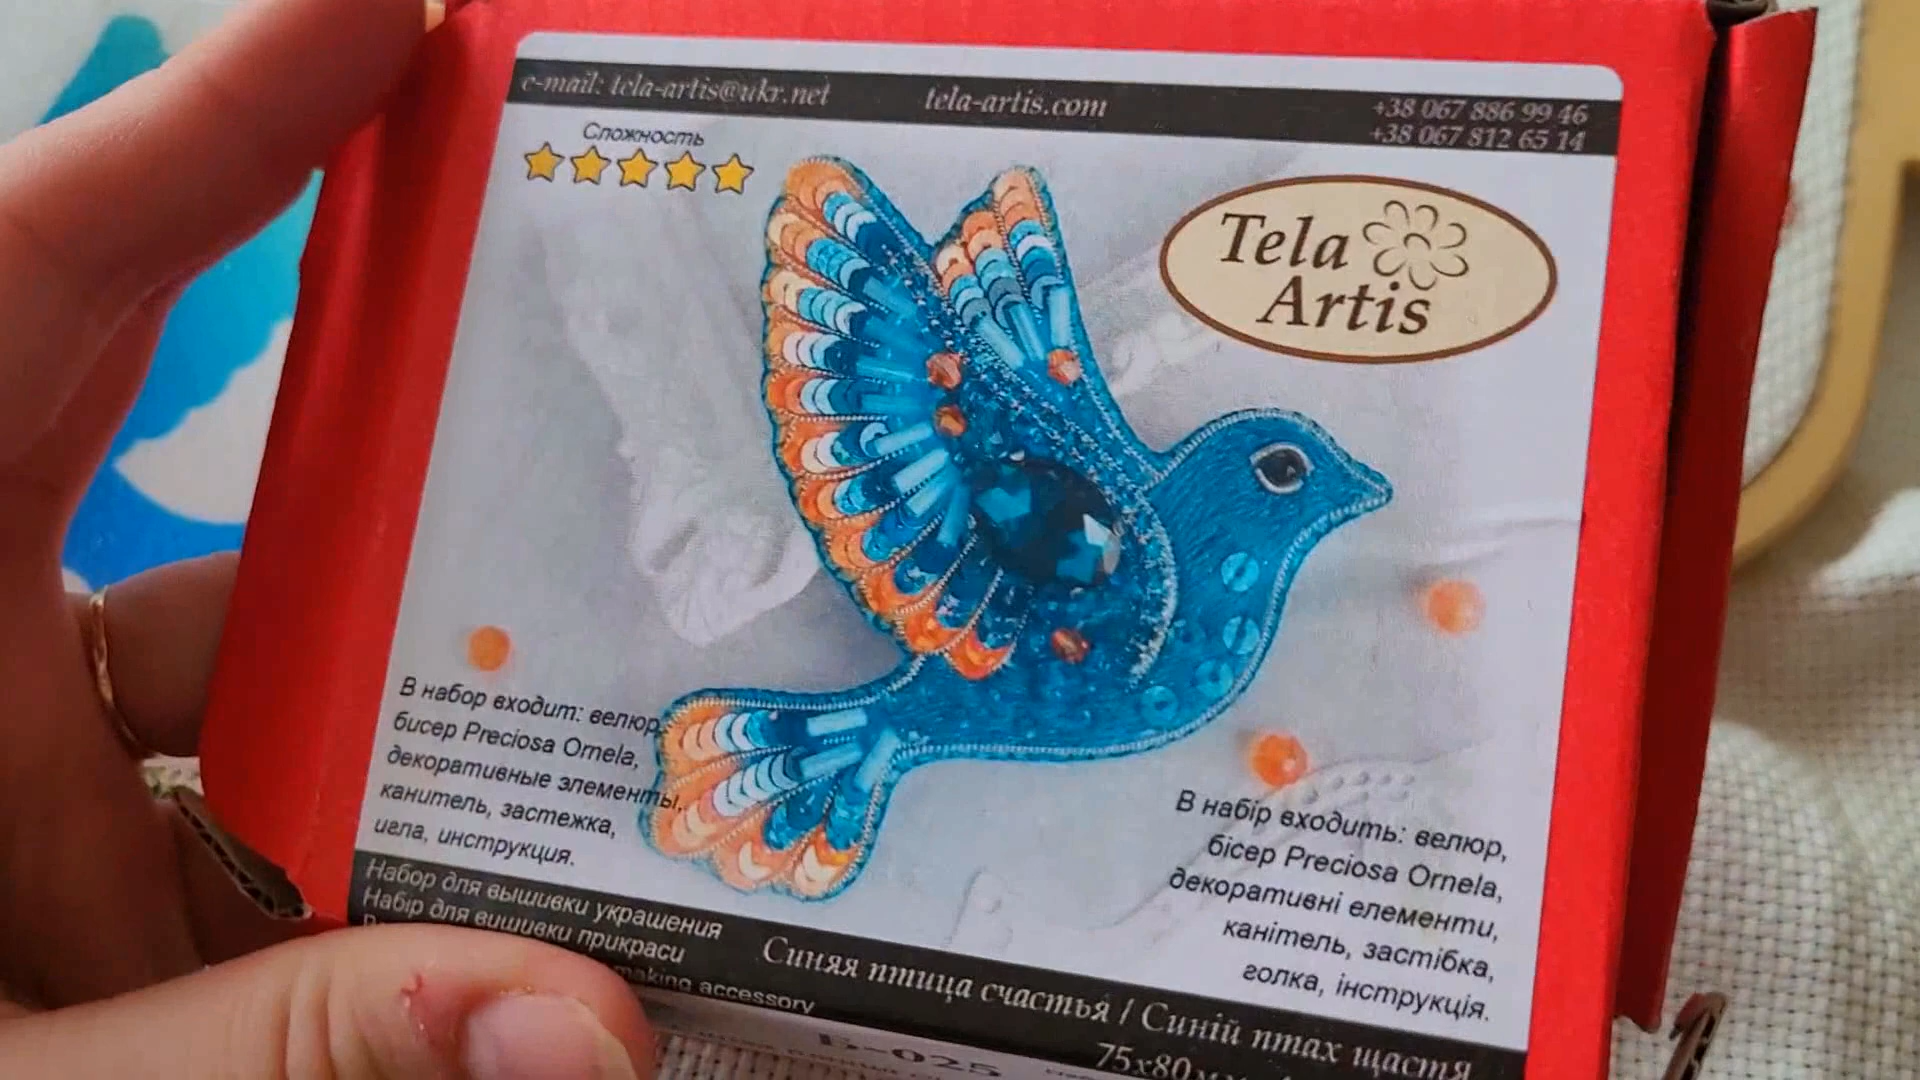 e-mail: tela-artis@ukr.net
tela-artis.com
+38 067 886 99 46
+38 067 812 65 14
Сложность
Tela
Artis
В набор входит: велюр,
бисер Preciosa Ornela,
декоративные элементы,
канитель, застежка,
игла, инструкция.
В набір входить: велюр,
бісер Preciosa Ornela,
декоративні елементи,
канітель, застібка,
голка, інструкція.
Набор для вышивки украшения
Набір для вишивки прикраси
making accessory
Синяя птица счастья / Синій птах щастя
Б-025
75х80